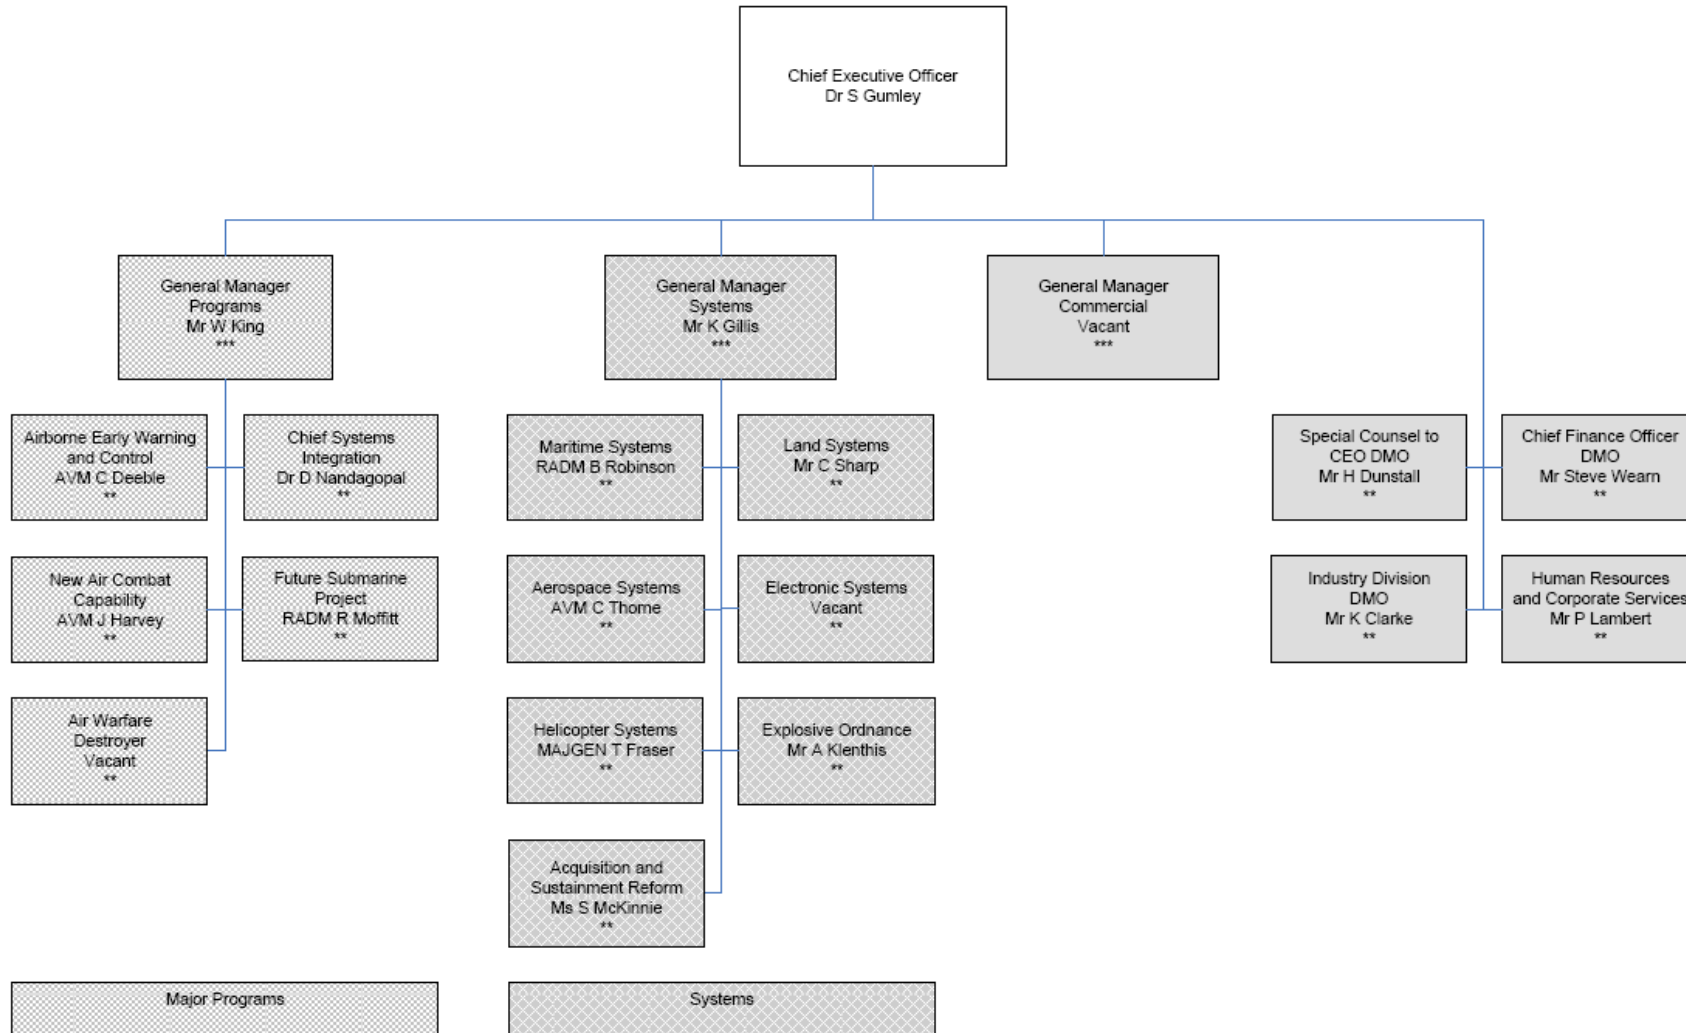 Chief Executive Officer
Dr S Gumley
General Manager
Programs
Mr W King
***
General Manager
Systems
Mr K Gillis
***
General Manager
Commercial
Vacant
***
Airborne Early Warning
and Control
AVM C Deeble
**
Chief Systems
Integration
Dr D Nandagopal
**
Maritime Systems
RADM B Robinson
**
Land Systems
Mr C Sharp
**
Special Counsel to
CEO DMO
Mr H Dunstall
**
Chief Finance Officer
DMO
Mr Steve Wearn
**
New Air Combat
Capability
AVM J Harvey
**
Future Submarine
Project
RADM R Moffitt
**
Aerospace Systems
AVM C Thorne
**
Electronic Systems
Vacant
**
Industry Division
DMO
Mr K Clarke
**
Human Resources
and Corporate Services
Mr P Lambert
**
Air Warfare
Destroyer
Vacant
**
Helicopter Systems
MAJGEN T Fraser
**
Explosive Ordnance
Mr A Klenthis
**
Acquisition and
Sustainment Reform
Ms S McKinnie
**
Major Programs
Systems